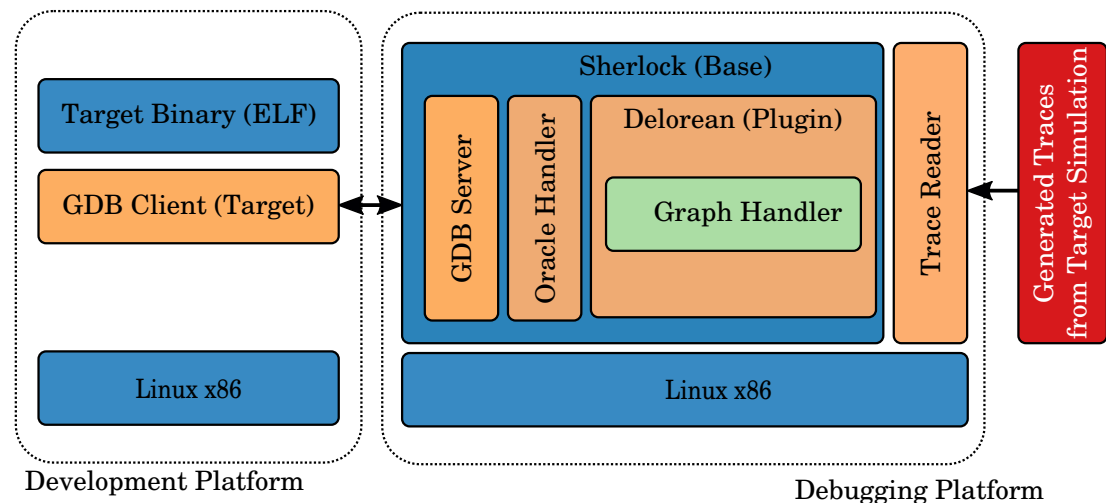 Target Binary (ELF)
GDB Client (Target)
Linux x86
Development Platform
Sherlock (Base)
GDB Server
Oracle Handler
Delorean (Plugin)
Graph Handler
Trace Reader
Linux x86
Debugging Platform
Generated Traces
from Target Simulation